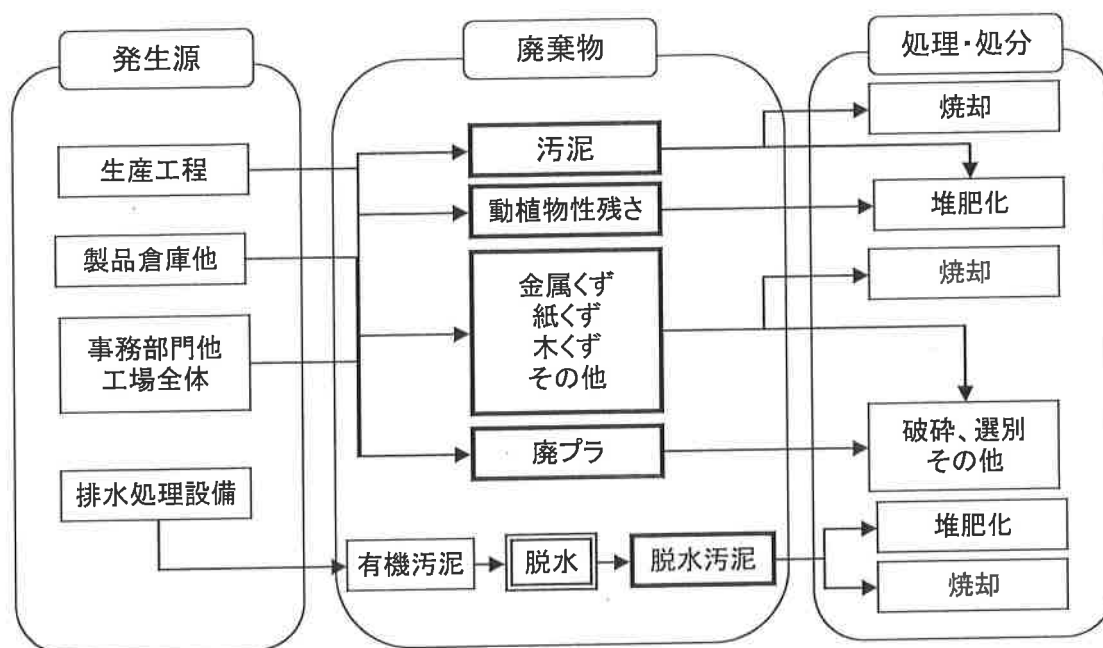 発生源
生産工程
製品倉庫他
事務部門他
工場全体
排水処理設備
廃棄物
汚泥
動植物性残さ
金属くず
紙くず
木くず
その他
廃プラ
有機汚泥
脱水
脱水汚泥
処理・処分
焼却
堆肥化
焼却
破砕、選別
その他
堆肥化
焼却